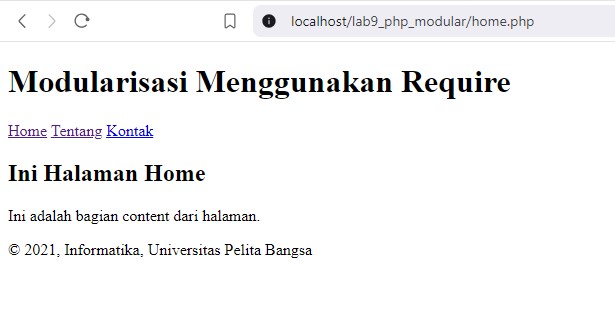 localhost/lab9_php_modular/home.php
Modularisasi Menggunakan Require
Home Tentang Kontak
Ini Halaman Home
Ini adalah bagian content dari halaman.
© 2021, Informatika, Universitas Pelita Bangsa